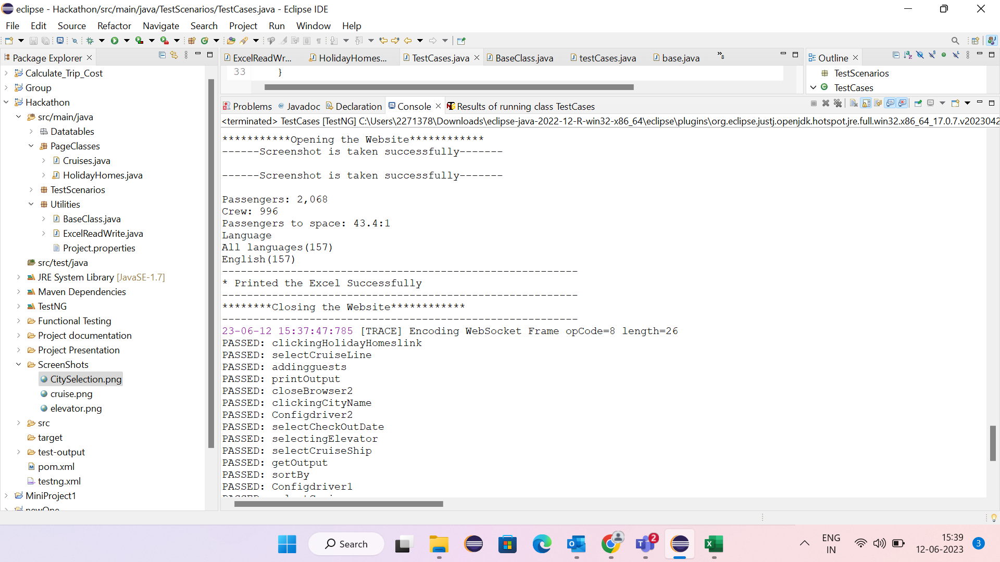 eclipse - Hackathon/src/main/java/TestScenarios/TestCases.java - Eclipse IDE
File Edit Source Refactor Navigate Search Project Run Window Help
Package Explorer
Calculate_Trip_Cost
Group
Hackathon
src/main/java
Datatables
PageClasses
Cruises.java
HolidayHomes.java
TestScenarios
Utilities
BaseClass.java
ExcelReadWrite.java
Project.properties
src/test/java
JRE System Library [JavaSE-1.7]
Maven Dependencies
TestNG
Functional Testing
Project documentation
Project Presentation
ScreenShots
CitySelection.png
cruise.png
elevator.png
src
target
test-output
pom.xml
testng.xml
MiniProject1
newOne
ExcelReadWr... HolidayHomes... TestCases.java BaseClass.java testCases.java base.java »8
33 }
Outline
TestScenarios
TestCases
Problems Javadoc Declaration Console Results of running class TestCases
<terminated> TestCases [TestNG] C:\Users\2271378\Downloads\eclipse-java-2022-12-R-win32-x86_64\eclipse\plugins\org.eclipse.justj.openjdk.hotspot.jre.full.win32.x86_64_17.0.7.v2023042
***********Opening the Website************
------Screenshot is taken successfully-------
------Screenshot is taken successfully-------
Passengers: 2,068
Crew: 996
Passengers to space: 43.4:1
Language
All languages(157)
English(157)
---------------------------------------------------------
* Printed the Excel Successfully
---------------------------------------------------------
********Closing the Website************
---------------------------------------------------------
23-06-12 15:37:47:785 [TRACE] Encoding WebSocket Frame opCode=8 length=26
PASSED: clickingHolidayHomeslink
PASSED: selectCruiseLine
PASSED: addingguests
PASSED: printOutput
PASSED: closeBrowser2
PASSED: clickingCityName
PASSED: Configdriver2
PASSED: selectCheckOutDate
PASSED: selectingElevator
PASSED: selectCruiseShip
PASSED: getOutput
PASSED: sortBy
PASSED: Configdriver1
Search
2
ENG
IN
15:39
12-06-2023
3